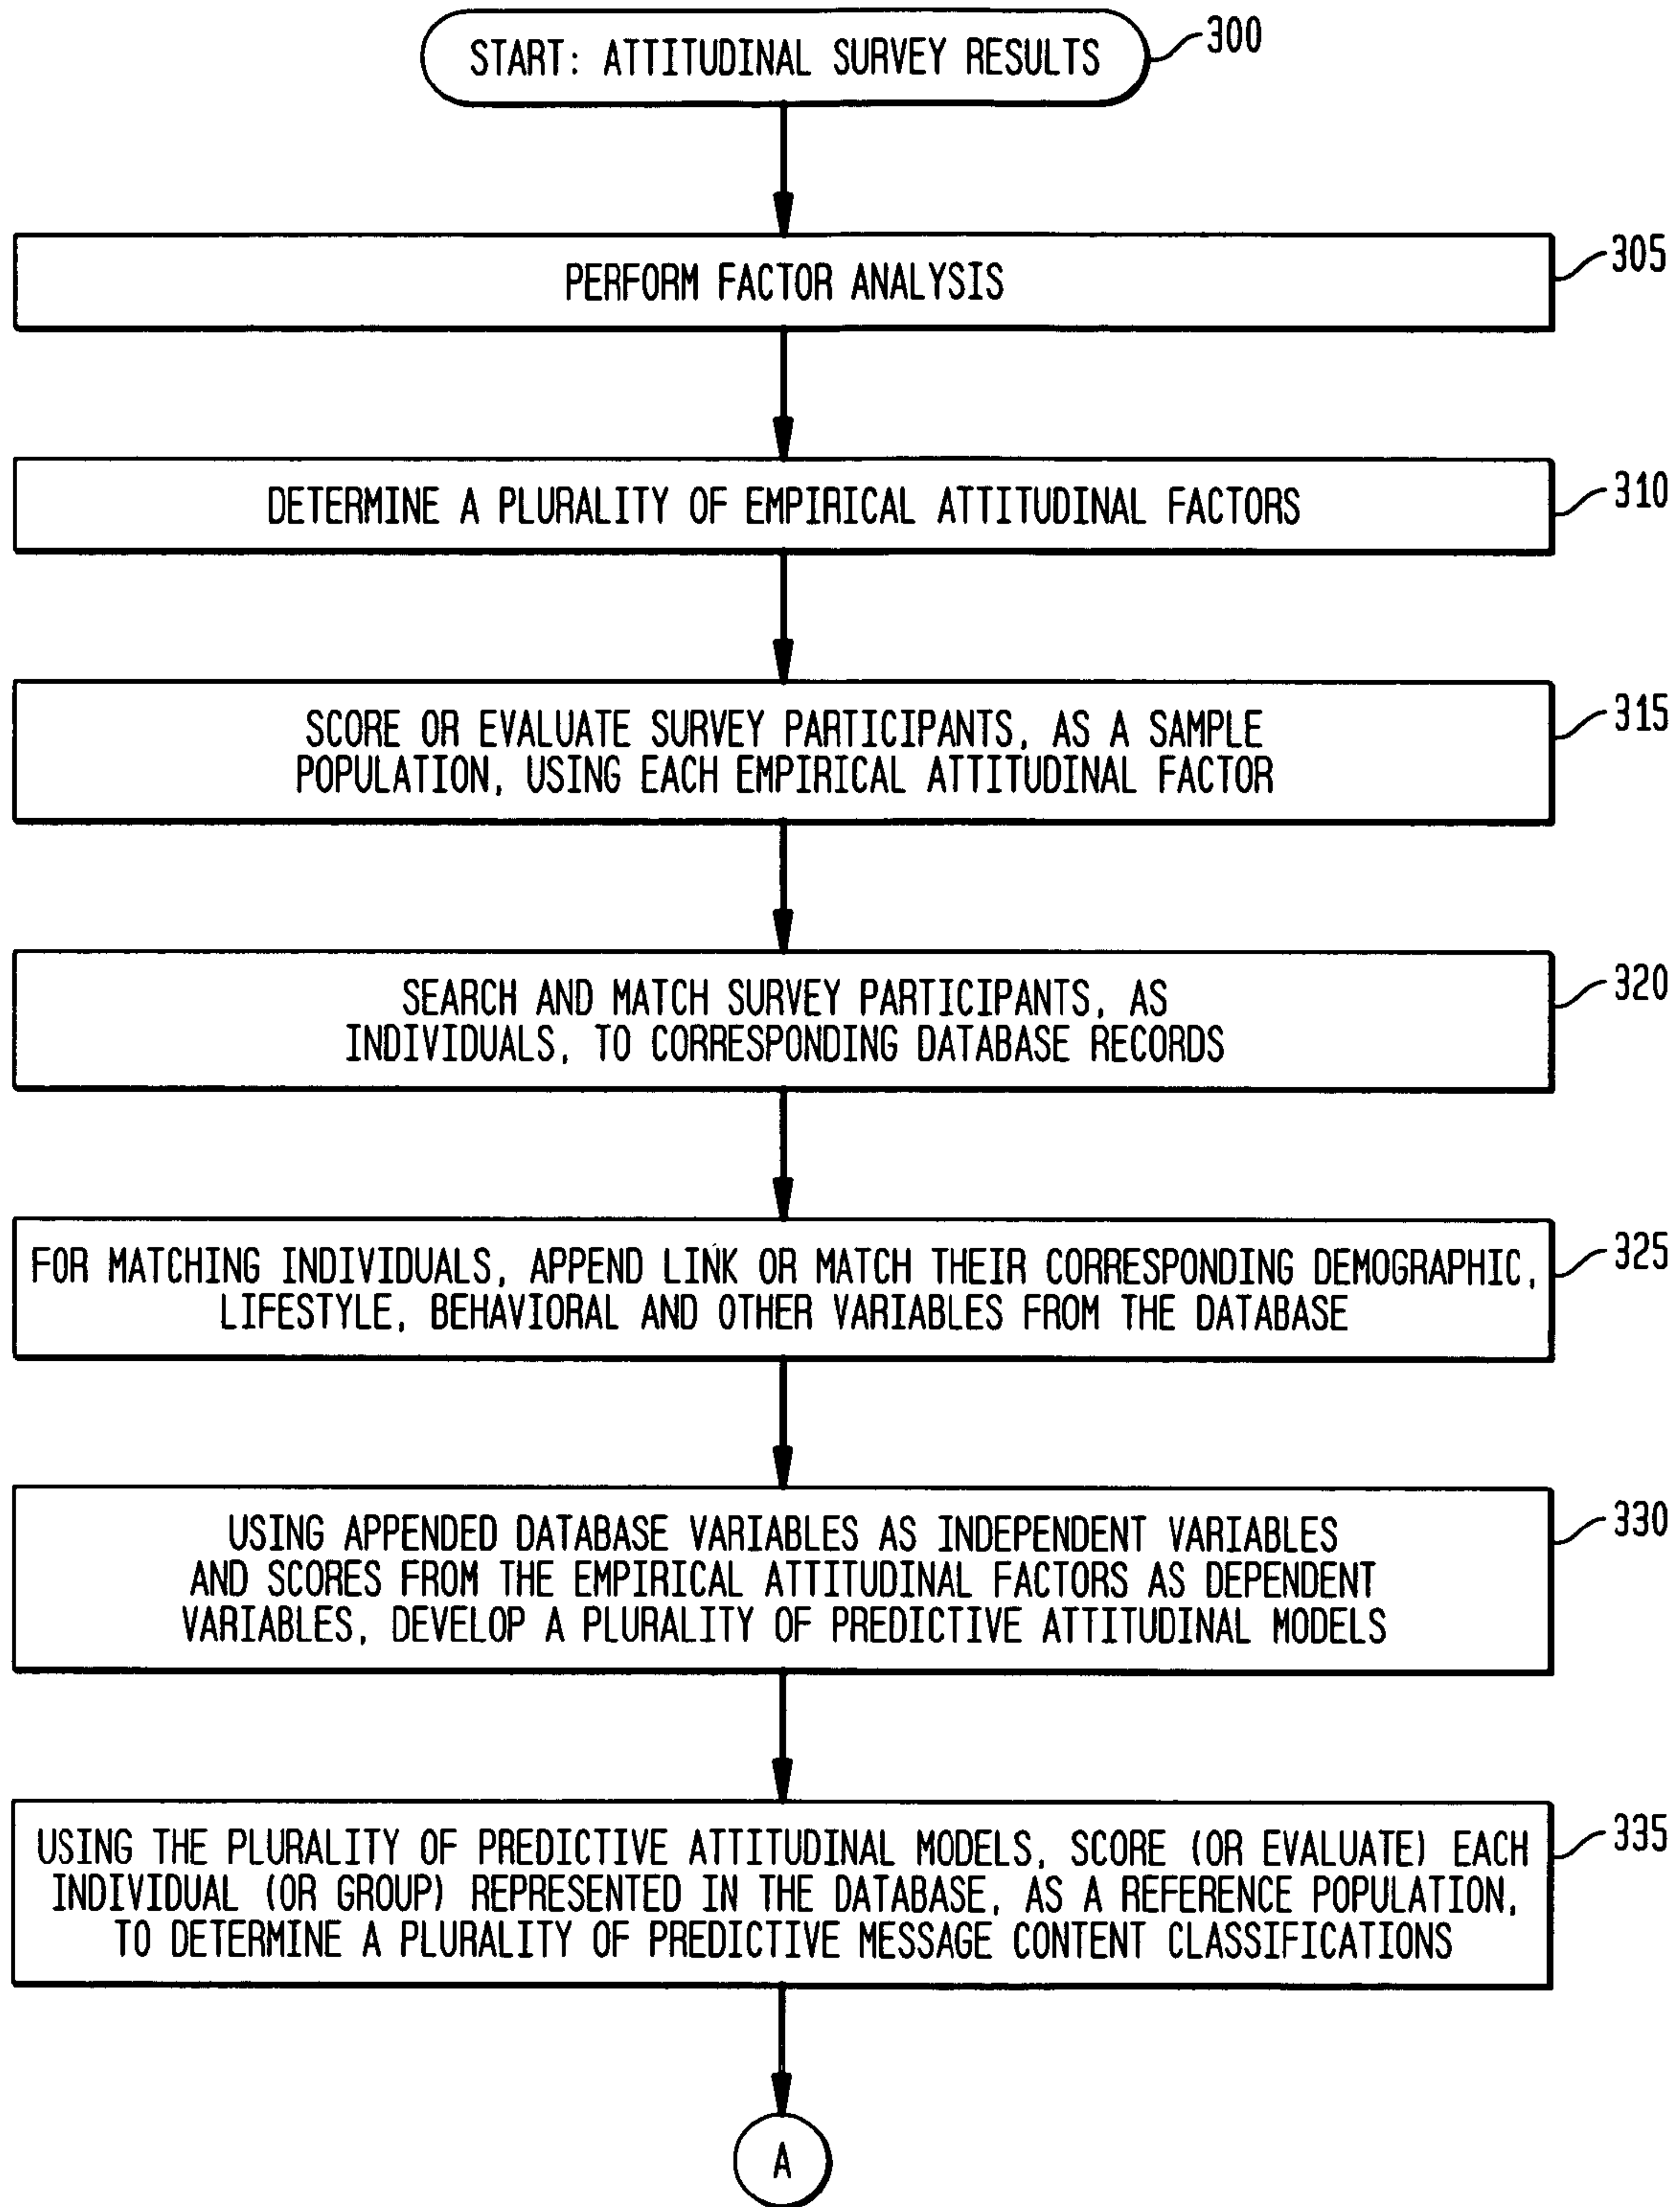 START: ATTITUDINAL SURVEY RESULTS
300
PERFORM FACTOR ANALYSIS
305
DETERMINE A PLURALITY OF EMPIRICAL ATTITUDINAL FACTORS
310
SCORE OR EVALUATE SURVEY PARTICIPANTS, AS A SAMPLE
POPULATION, USING EACH EMPIRICAL ATTITUDINAL FACTOR
315
SEARCH AND MATCH SURVEY PARTICIPANTS, AS
INDIVIDUALS, TO CORRESPONDING DATABASE RECORDS
320
FOR MATCHING INDIVIDUALS, APPEND LINK OR MATCH THEIR CORRESPONDING DEMOGRAPHIC,
LIFESTYLE, BEHAVIORAL AND OTHER VARIABLES FROM THE DATABASE
325
USING APPENDED DATABASE VARIABLES AS INDEPENDENT VARIABLES
AND SCORES FROM THE EMPIRICAL ATTITUDINAL FACTORS AS DEPENDENT
VARIABLES, DEVELOP A PLURALITY OF PREDICTIVE ATTITUDINAL MODELS
330
USING THE PLURALITY OF PREDICTIVE ATTITUDINAL MODELS, SCORE (OR EVALUATE) EACH
INDIVIDUAL (OR GROUP) REPRESENTED IN THE DATABASE, AS A REFERENCE POPULATION,
TO DETERMINE A PLURALITY OF PREDICTIVE MESSAGE CONTENT CLASSIFICATIONS
335
A